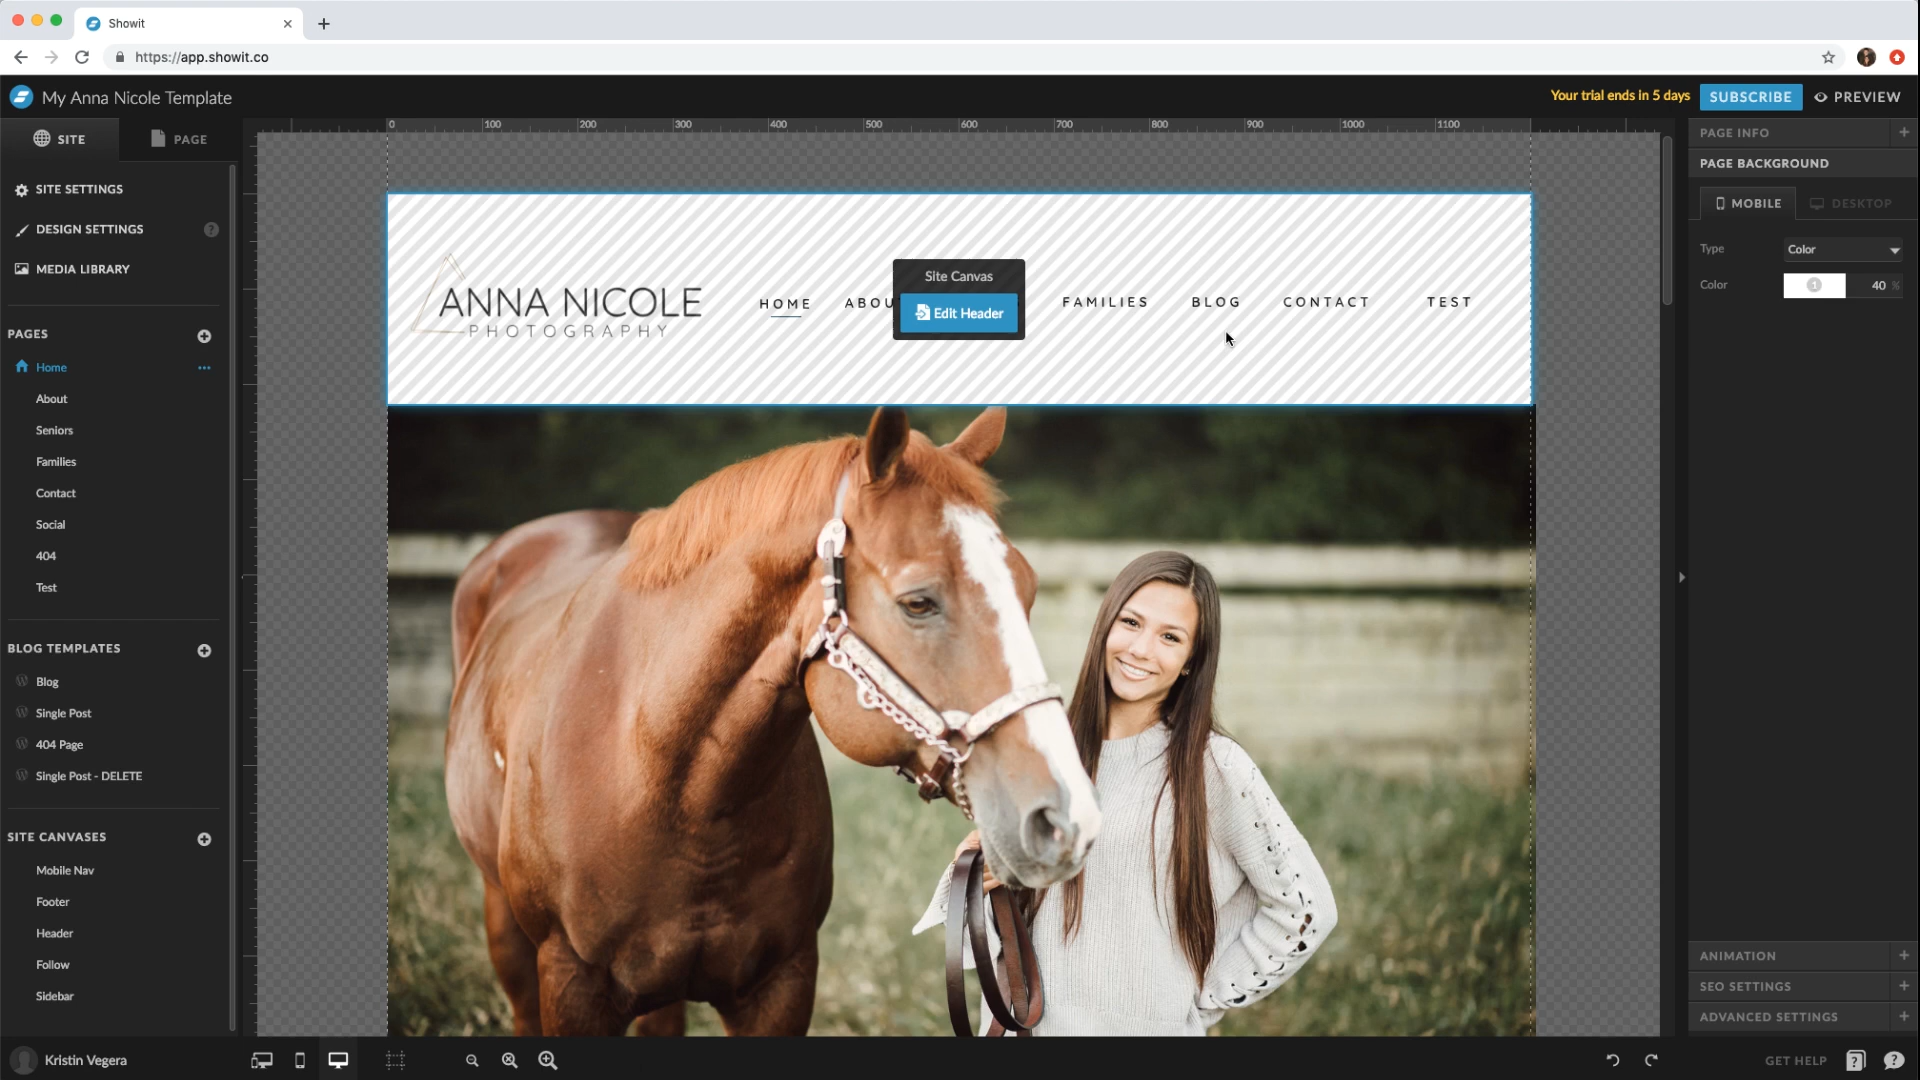 Showit
https://app.showit.co
My Anna Nicole Template
Your trial ends in 5 days
SUBSCRIBE
PREVIEW
SITE
PAGE
0 100 200 300 400 500 600 700 800 900 1000 1100
PAGE INFO
PAGE BACKGROUND
SITE SETTINGS
DESIGN SETTINGS
?
MEDIA LIBRARY
MOBILE
DESKTOP
Type
Color
Color
1
40 %
ANNA NICOLE
PHOTOGRAPHY
HOME
ABOU
FAMILIES
BLOG
CONTACT
TEST
Site Canvas
Edit Header
PAGES
Home
About
Seniors
Families
Contact
Social
404
Test
BLOG TEMPLATES
Blog
Single Post
404 Page
Single Post - DELETE
SITE CANVASES
Mobile Nav
Footer
Header
Follow
Sidebar
ANIMATION
SEO SETTINGS
ADVANCED SETTINGS
Kristin Vegera
GET HELP
?
?